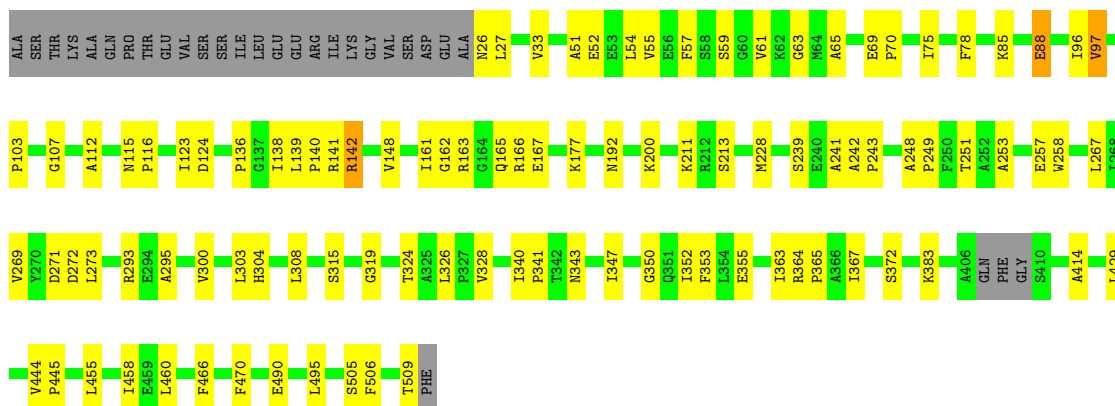 ALA SER THR LYS ALA ALA GLN PRO THR GLU VAL SER SER ILE LEU GLU GLU ARG ILE LYS GLY VAL SER ASP GLU ALA N26 L27 V33 A51 E52 E53 L54 V55 E56 F57 S58 S59 G60 V61 K62 G63 M64 A65 E69 P70 I75 F78 K85 E88 I96 V97
P103 G107 A112 N115 P116 I123 D124 P136 G137 I138 L139 P140 R141 R142 V148 I161 G162 R163 G164 Q165 R166 E167 K177 N192 K200 K211 R212 S213 M228 S239 E240 A241 A242 P243 A248 P249 F250 T251 A252 A253 E257 W258 L267 I268
V269 Y270 D271 D272 L273 R293 E294 A295 V300 L303 H304 L308 S315 G319 T324 A325 L326 P327 V328 I340 P341 T342 N343 I347 G350 Q351 I352 F353 L354 E355 I363 R364 P365 A366 I367 S372 K383 A406 GLN PHE GLY S410 A414
V444 P445 L455 I458 E459 L460 F466 F470 E490 L495 S505 F506 T509 PHE